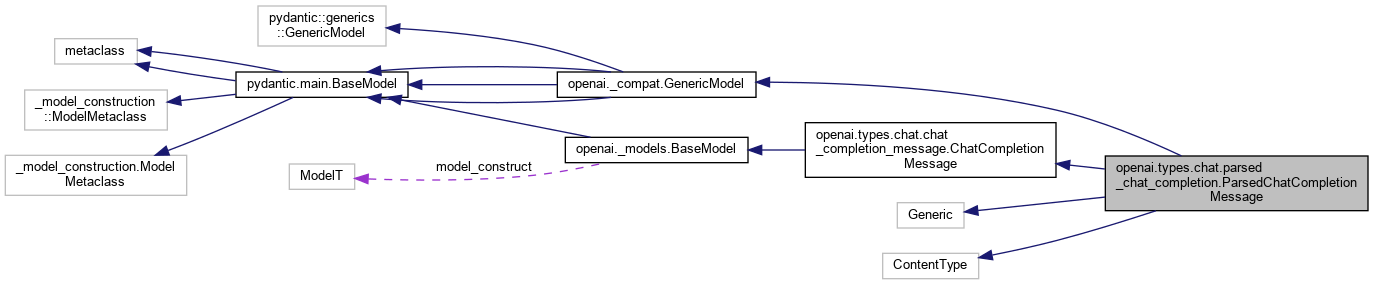 pydantic::generics
::GenericModel
metaclass
pydantic.main.BaseModel
openai._compat.GenericModel
_model_construction
::ModelMetaclass
openai.types.chat.chat
_completion_message.ChatCompletion
Message
openai._models.BaseModel
_model_construction.Model
Metaclass
model_construct
ModelT
openai.types.chat.parsed
_chat_completion.ParsedChatCompletion
Message
Generic
ContentType